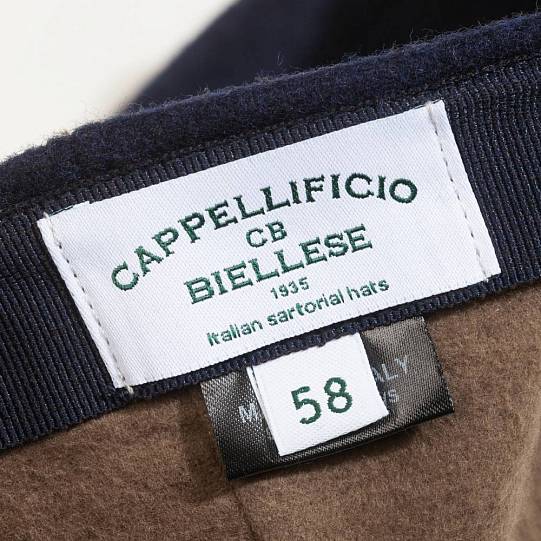 CAPPELLIFICIO
CB
BIELLESE
1935
italian sartorial hats
58